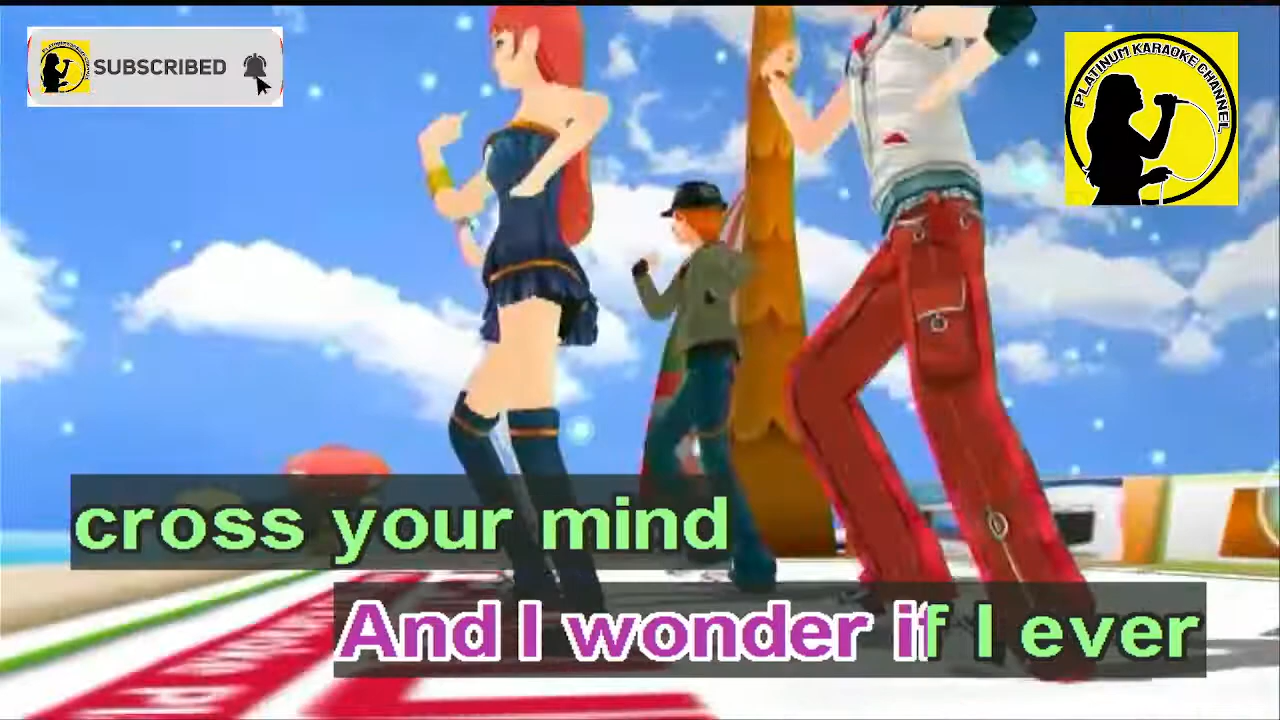 SUBSCRIBED
PLATINUM KARAOKE CHANNEL
cross your mind
And I wonder if I ever